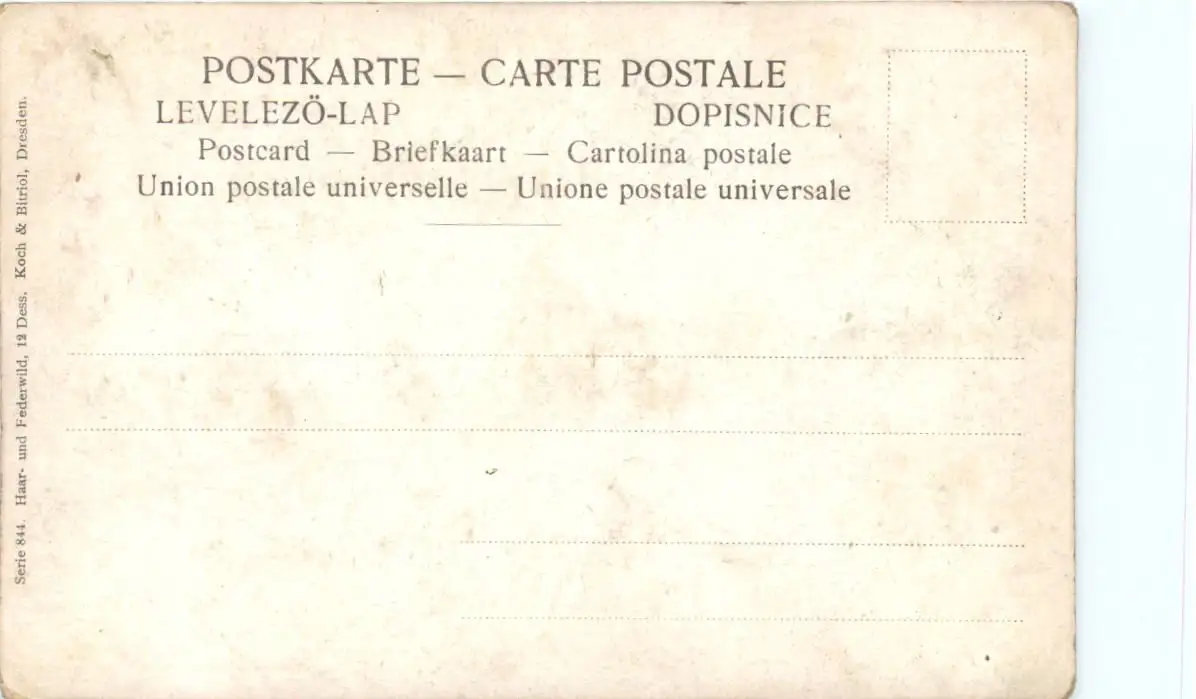 POSTKARTE — CARTE POSTALE
LEVELEZÖ-LAP DOPISNICE
Postcard — Briefkaart — Cartolina postale
Union postale universelle — Unione postale universale
Serie 844. Haar- und Federwild, 12 Dess. Koch & Bitriol, Dresden.